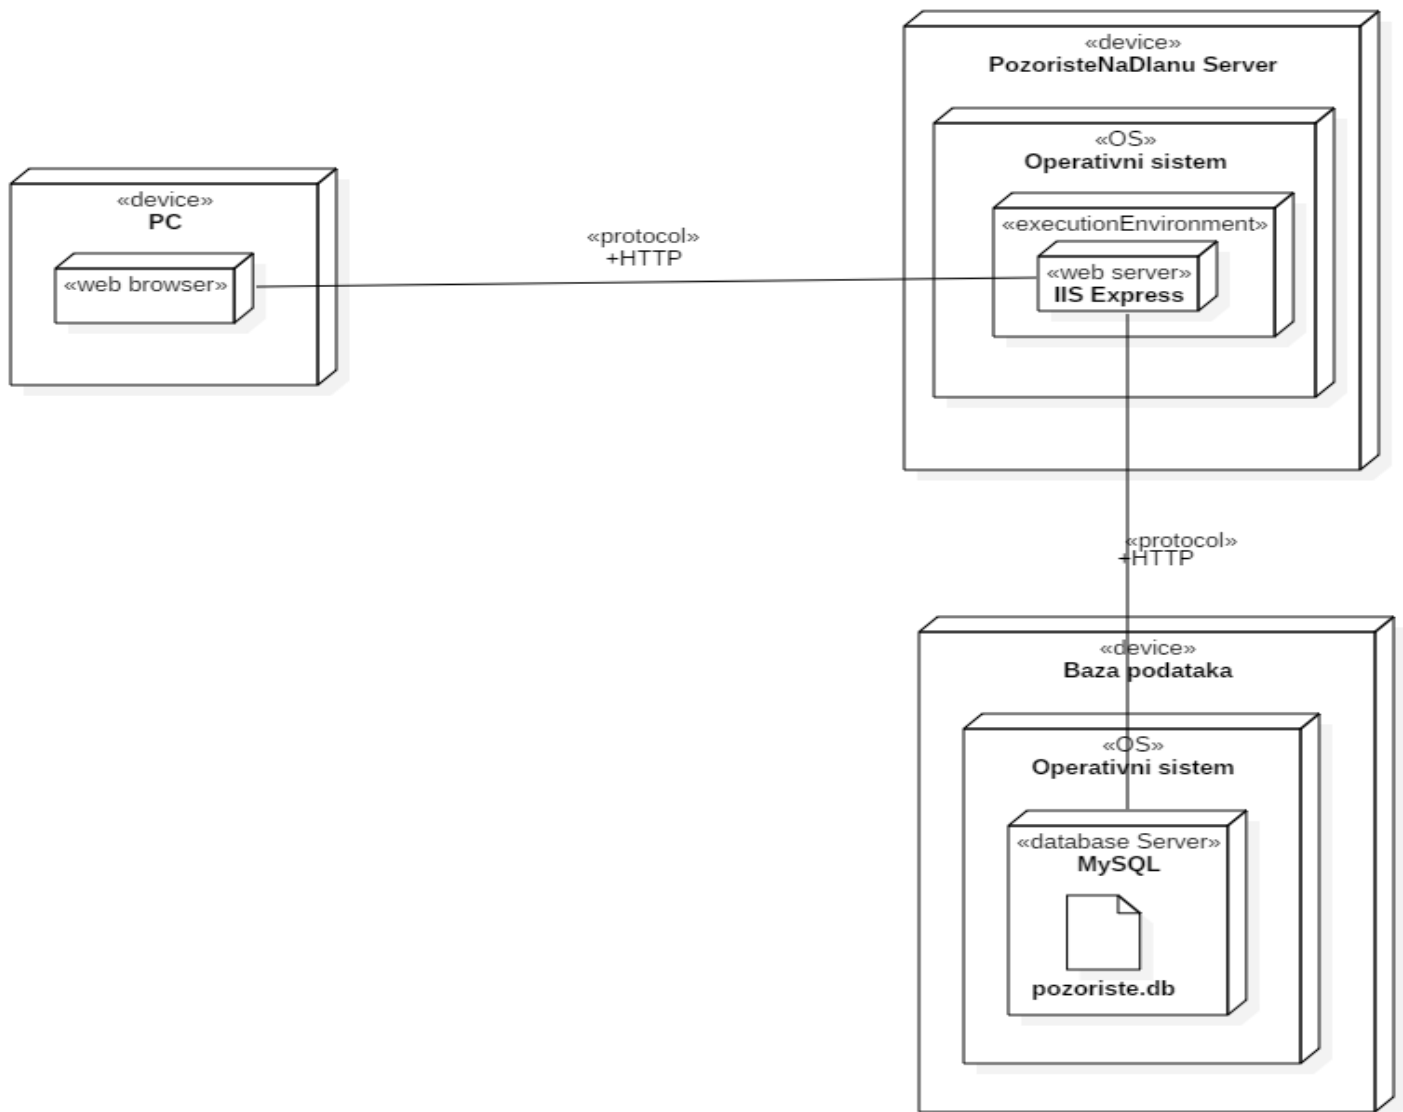 «device»
PozoristeNaDlanu Server
«OS»
Operativni sistem
«executionEnvironment»
«web server»
IIS Express
«device»
PC
«web browser»
«protocol»
+HTTP
«protocol»
+HTTP
«device»
Baza podataka
«OS»
Operativni sistem
«database Server»
MySQL
pozoriste.db